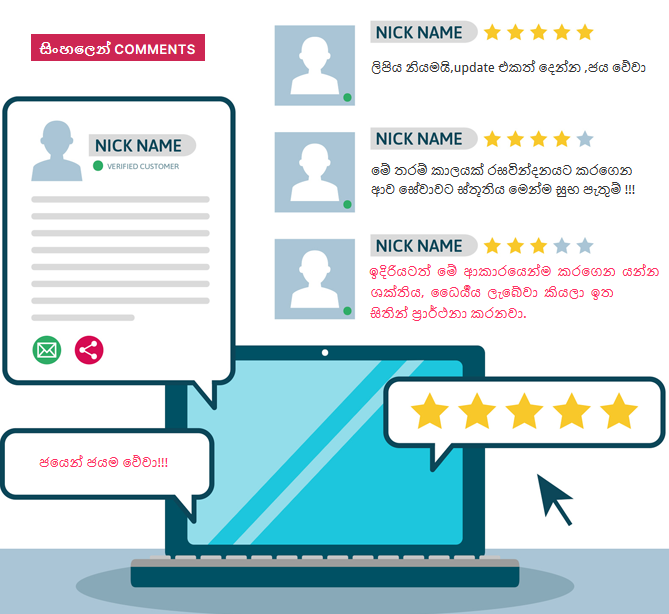 සිංහලෙන් COMMENTS
NICK NAME
VERIFIED CUSTOMER
NICK NAME
ලිපිය නියමයි,update එකත් දෙන්න ,ජය වේවා
NICK NAME
මේ තරම් කාලයක් රසවින්දනයට කරගෙන
ආව සේවාවට ස්තූතිය මෙන්ම සුභ පැතුම් !!!
NICK NAME
ඉදිරියටත් මේ ආකාරයෙන්ම කරගෙන යන්න
ශක්තිය, ධෛර්‍ය්‍යය ලැබේවා කියලා ඉත
සිතින් ප්‍රාර්ථනා කරනවා.
ජයෙන් ජයම වේවා!!!